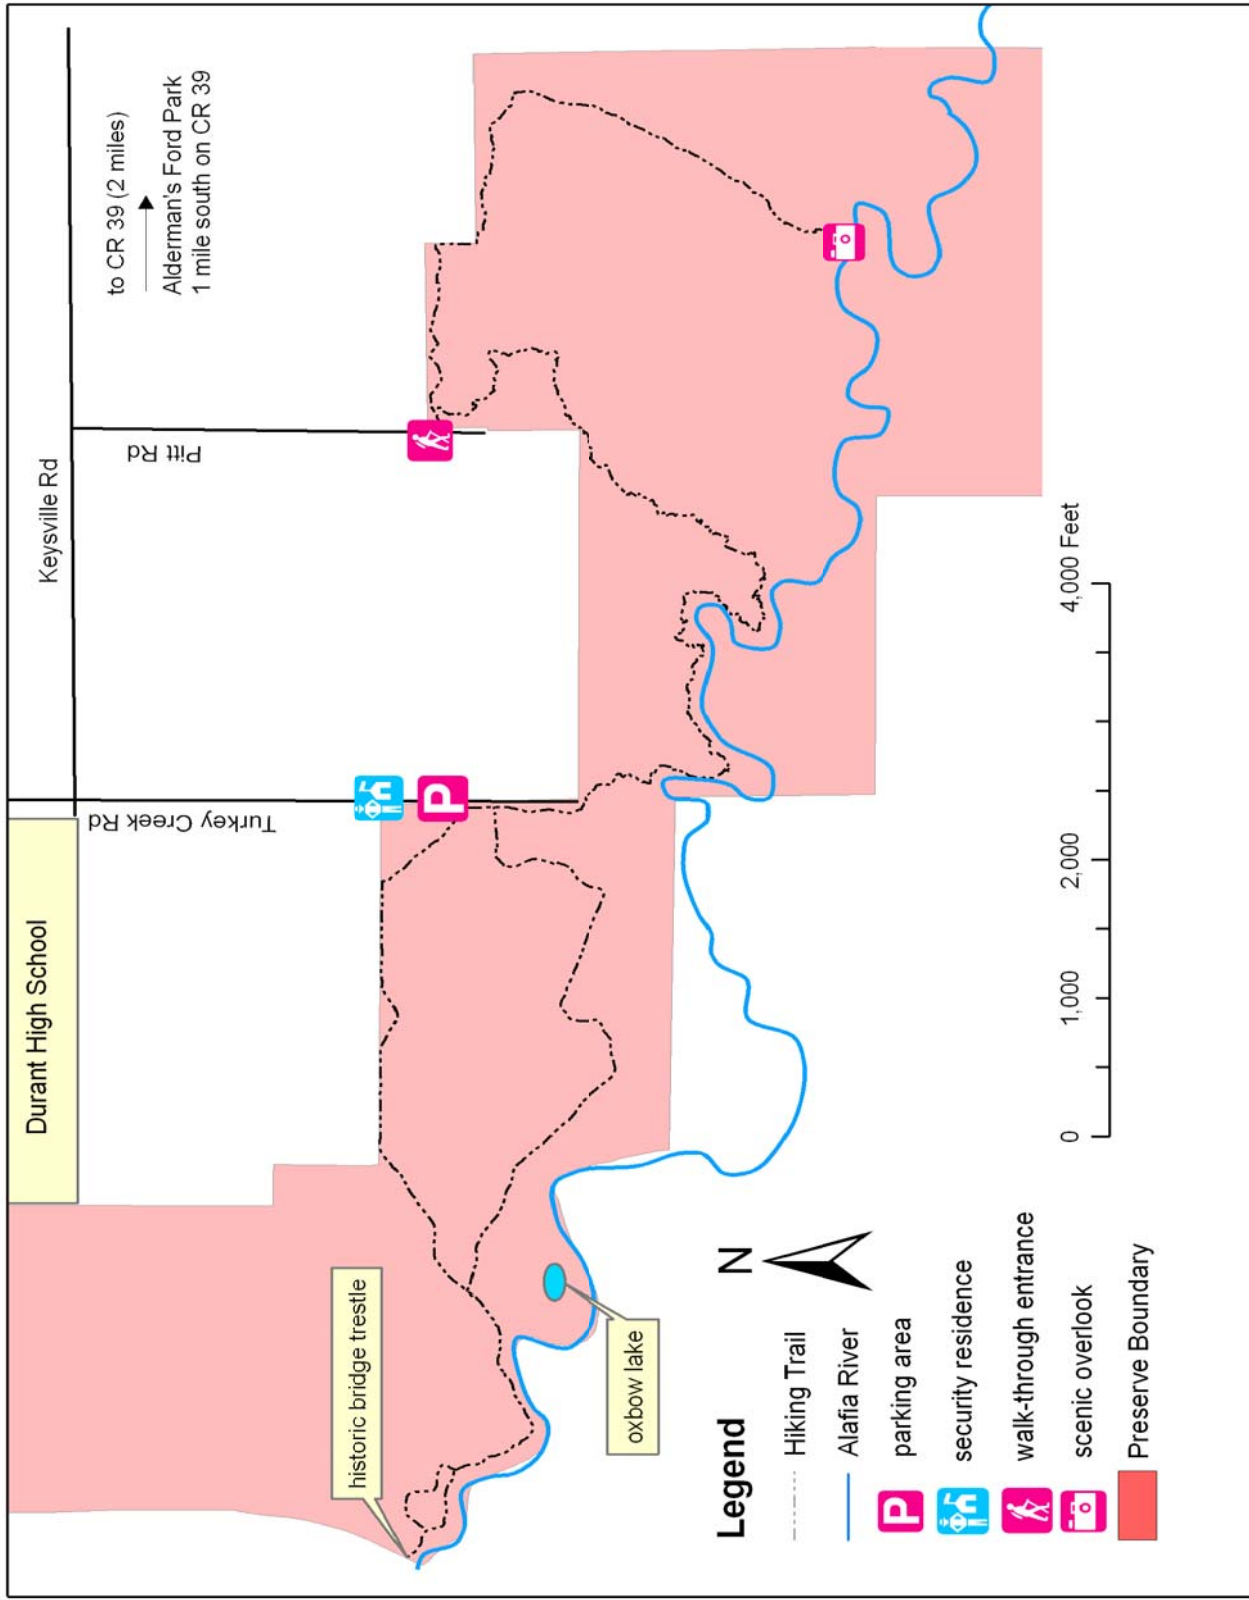 Durant High School
Keysville Rd
to CR 39 (2 miles)
Alderman's Ford Park
1 mile south on CR 39
Turkey Creek Rd
Pitt Rd
P
historic bridge trestle
oxbow lake
N
Legend
Hiking Trail
Alafia River
P
parking area
security residence
walk-through entrance
scenic overlook
Preserve Boundary
0
1,000
2,000
4,000 Feet